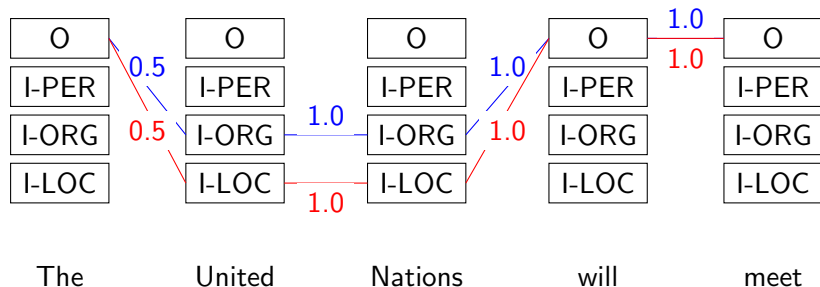 1.0
O O O O O
0.5 1.0 1.0
I-PER I-PER I-PER I-PER I-PER
1.0
0.5 1.0
I-ORG I-ORG I-ORG I-ORG I-ORG
I-LOC I-LOC I-LOC I-LOC I-LOC
1.0
The United Nations will meet